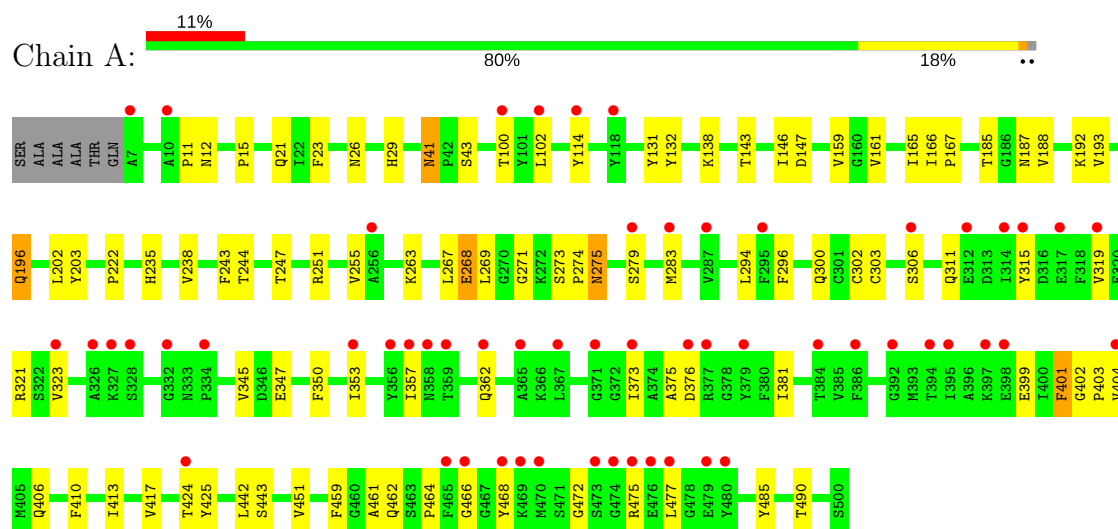 11%
Chain A:
80% 18%
SER ALA ALA ALA THR GLN A7 A10 P11 N12 P15 Q21 I22 F23 N26 H29 N41 P42 S43 T100 Y101 L102 Y114 Y118 Y131 Y132 K138 T143 I146 D147 V159 G160 V161 I165 I166 P167 T185 G186 N187 V188 K192 V193
Q196 L202 Y203 P222 H235 V238 F243 T244 T247 R251 V255 A256 K263 L267 E268 L269 G270 G271 K272 S273 P274 N275 S279 M283 V287 L294 F295 F296 Q300 C301 C302 C303 S306 Q311 E312 D313 I314 Y315 D316 E317 F318 V319
R321 S322 V323 A326 K327 S328 G332 N333 P334 V345 D346 E347 F350 I353 Y356 I357 N358 T359 Q362 A365 K366 L367 G371 G372 I373 A374 A375 D376 R377 G378 Y379 F380 I381 T384 V385 F386 G392 M393 T394 I395 A396 K397 E398 E399 I400 F401 G402 P403 V404
M405 Q406 F410 I413 V417 T424 Y425 L442 S443 V451 F459 G460 A461 Q462 S463 P464 F465 G466 G467 Y468 K469 M470 S471 G472 S473 G474 R475 E476 L477 G478 E479 Y480 Y485 T490 S500